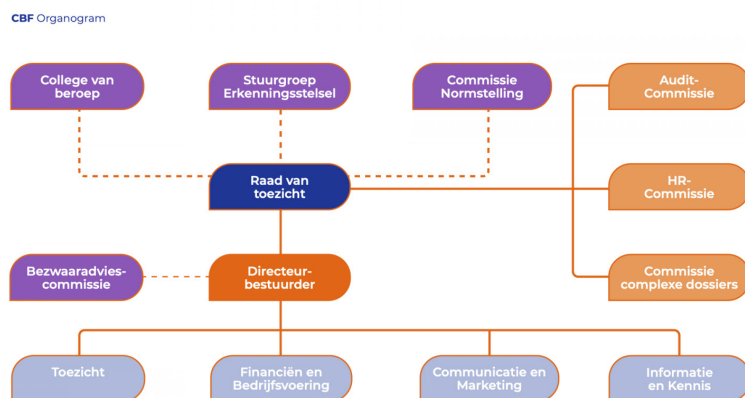 CBF Organogram
College van
beroep
Stuurgroep
Erkenningsstelsel
Commissie
Normstelling
Audit-
Commissie
Raad van
toezicht
HR-
Commissie
Bezwaaradvies-
commissie
Directeur-
bestuurder
Commissie
complexe dossiers
Toezicht
Financiën en
Bedrijfsvoering
Communicatie en
Marketing
Informatie
en Kennis